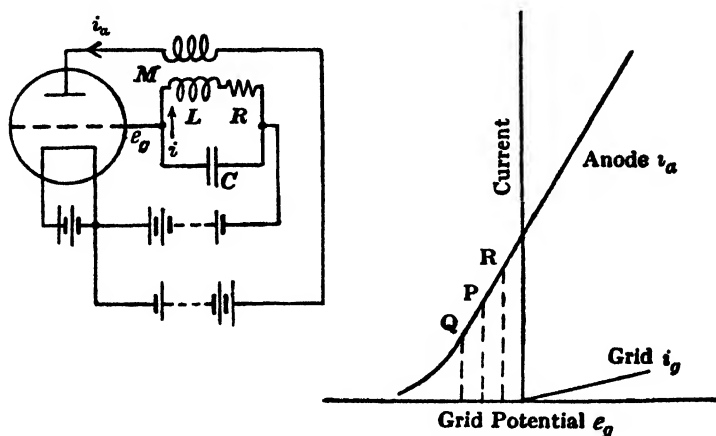 i_a
M
L R
e_g i
C
Current
Anode i_a
R
P
Q
Grid i_g
Grid Potential e_g